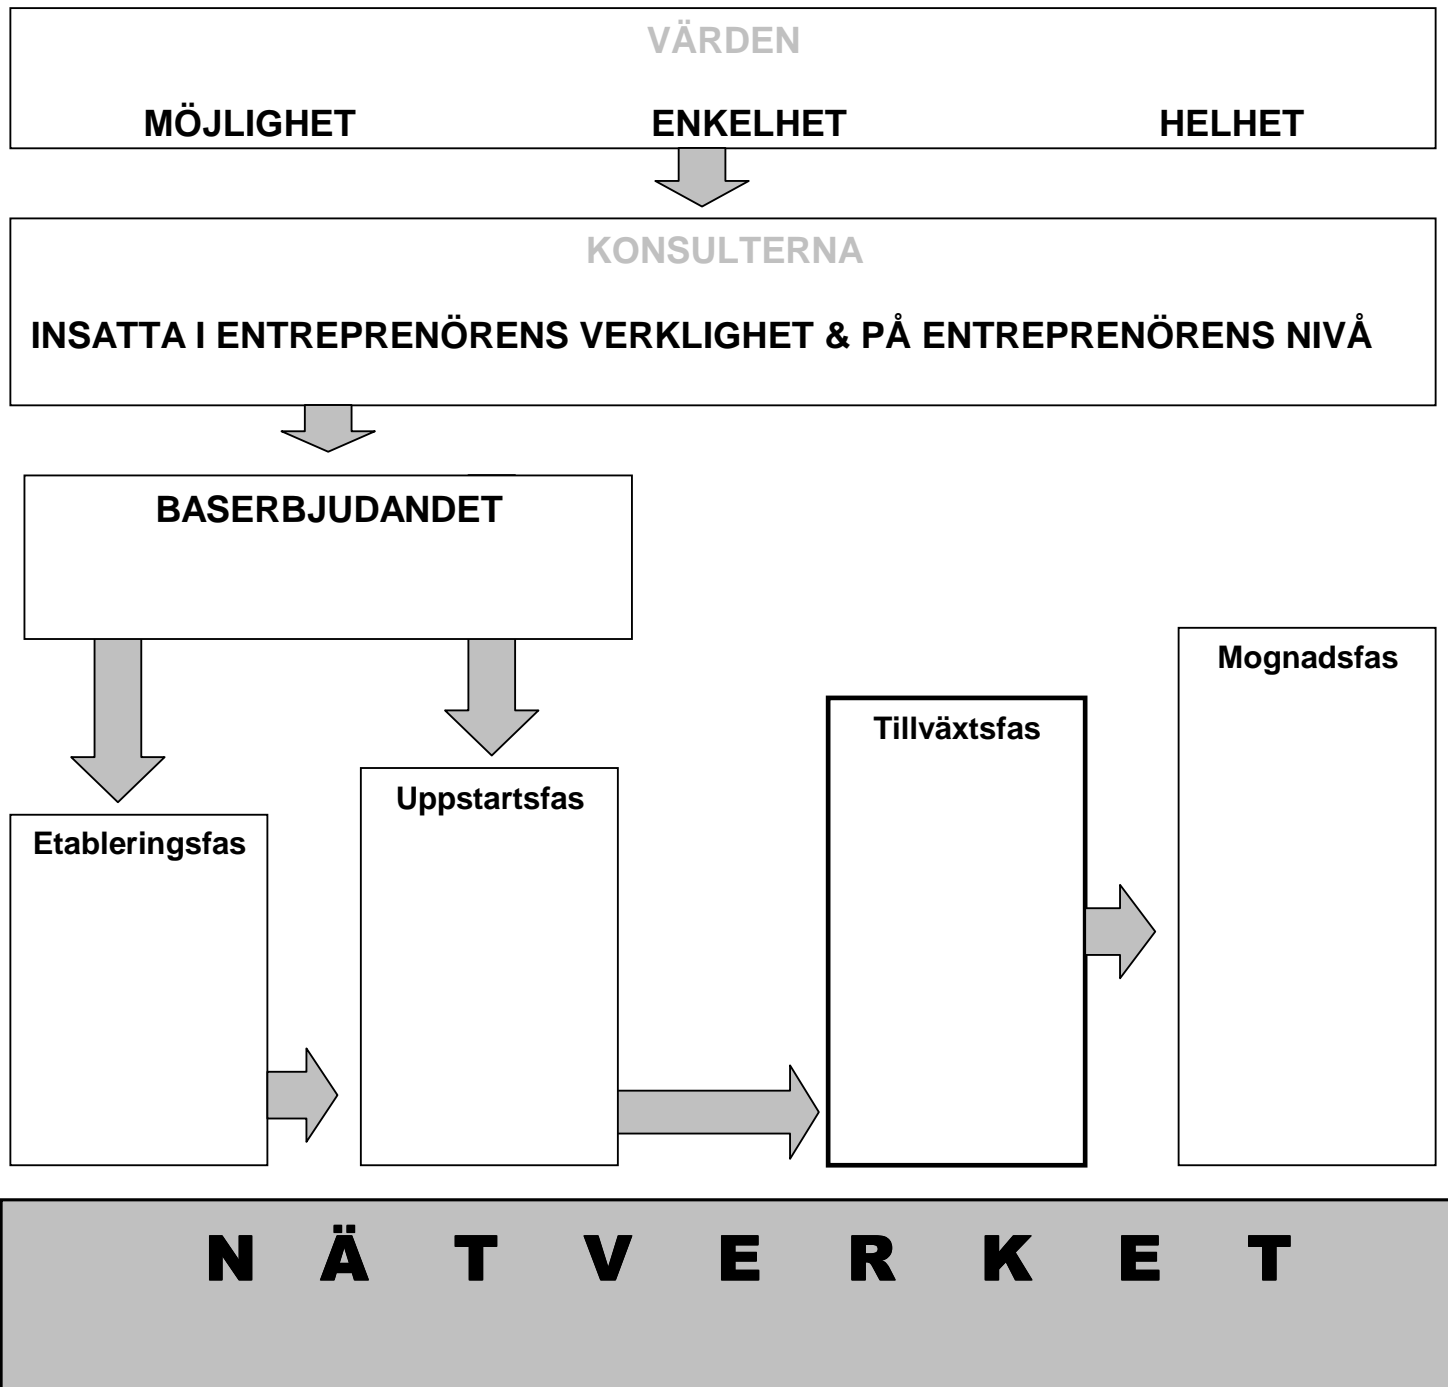 VÄRDEN
MÖJLIGHET ENKELHET HELHET
KONSULTERNA
INSATTA I ENTREPRENÖRENS VERKLIGHET & PÅ ENTREPRENÖRENS NIVÅ
BASERBJUDANDET
Etableringsfas
Uppstartsfas
Tillväxtsfas
Mognadsfas
N Ä T V E R K E T